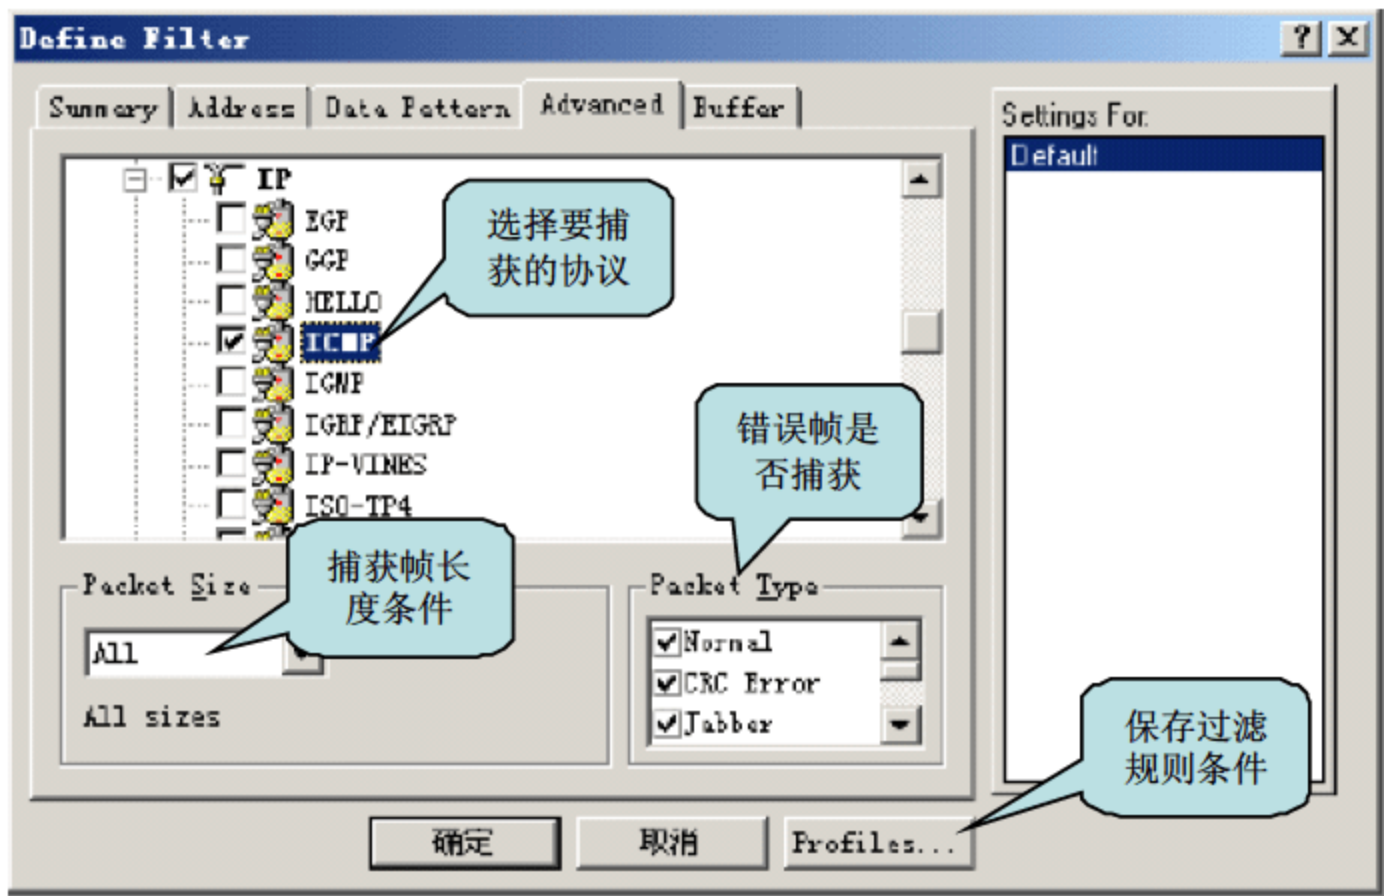 Define Filter
Summary Address Data Pattern Advanced Buffer
Settings For:
Default
IP
EGP
GGP
HELLO
ICMP
IGMP
IGRP/EIGRP
IP-VINES
ISO-TP4
选择要捕
获的协议
错误帧是
否捕获
捕获帧长
度条件
Packet Size
All
All sizes
Packet Type
Normal
CRC Error
Jabber
保存过滤
规则条件
确定 取消 Profiles...